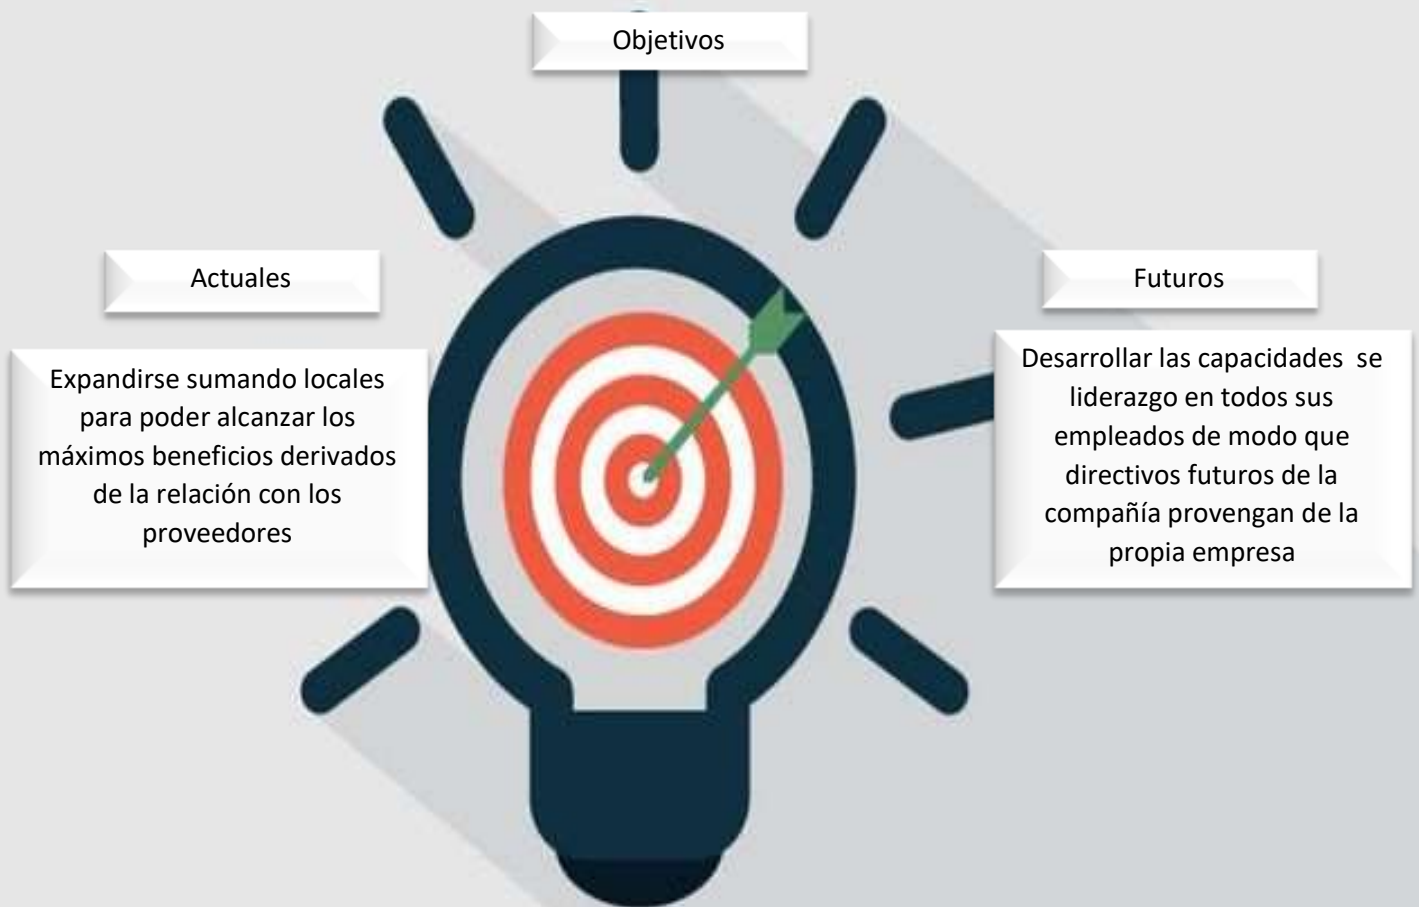 Objetivos
Actuales
Expandirse sumando locales
para poder alcanzar los
máximos beneficios derivados
de la relación con los
proveedores
Futuros
Desarrollar las capacidades  se
liderazgo en todos sus
empleados de modo que
directivos futuros de la
compañía provengan de la
propia empresa